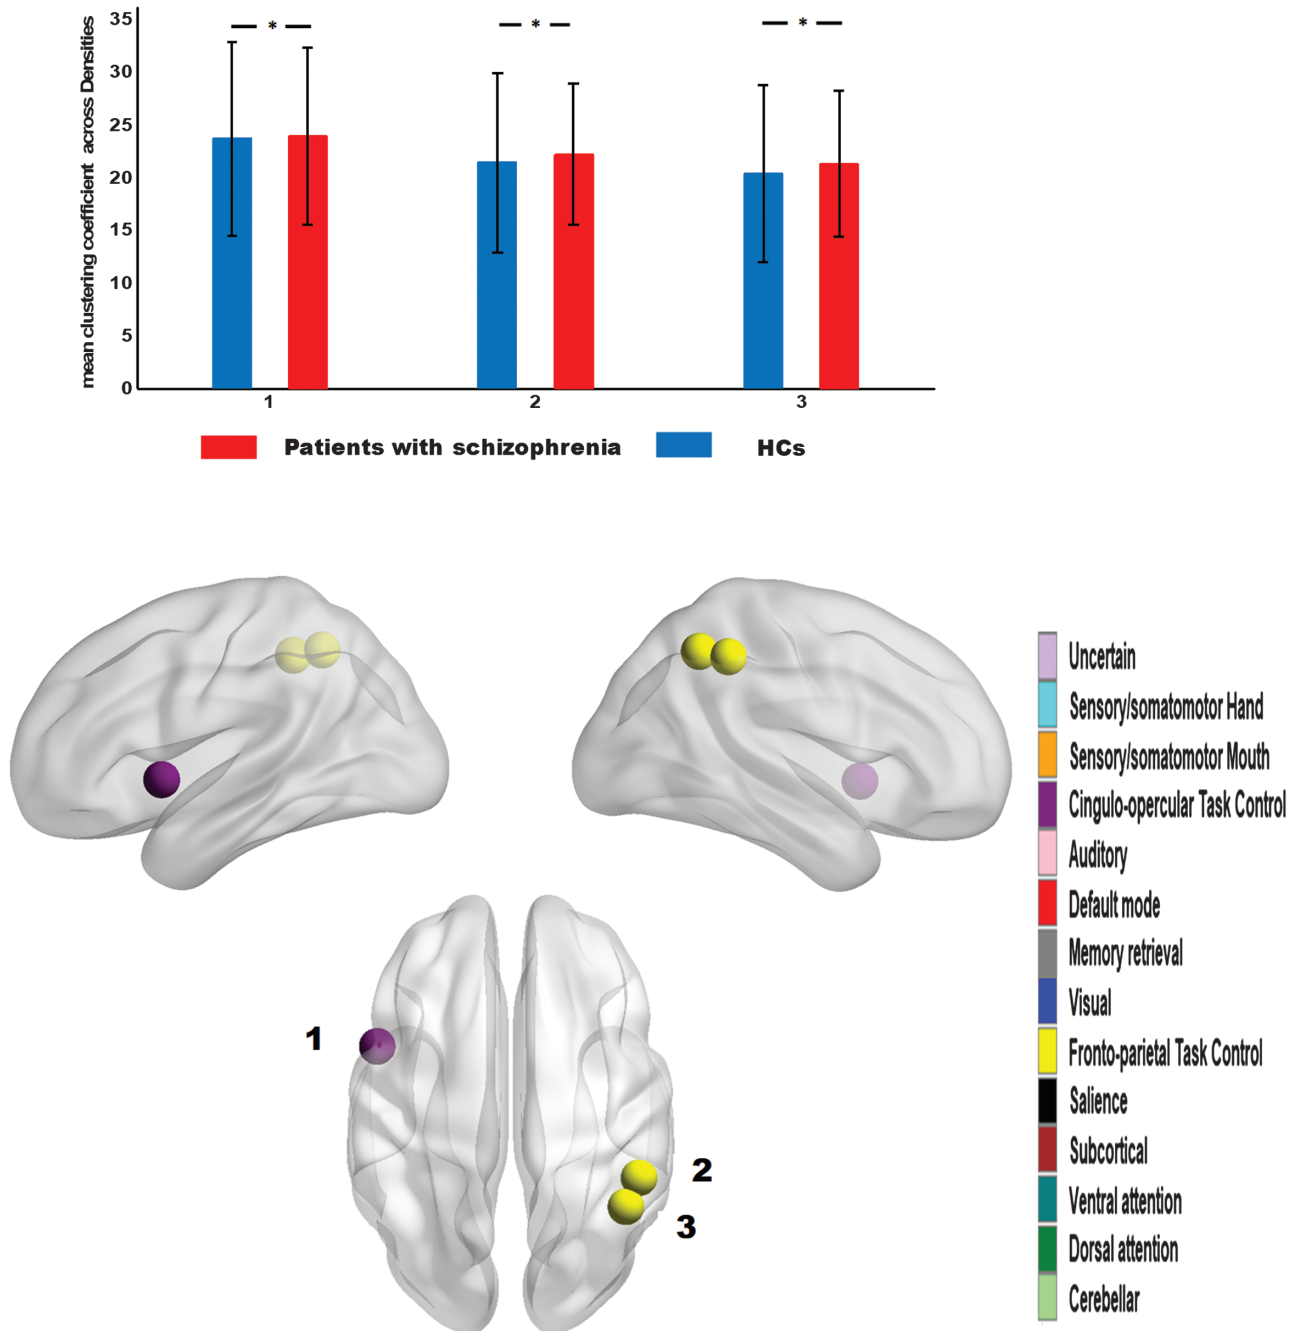 mean clustering coefficient across Densities
35
30
25
20
15
10
5
0
* * *
1 2 3
Patients with schizophrenia HCs
1
2
3
Uncertain
Sensory/somatomotor Hand
Sensory/somatomotor Mouth
Cingulo-opercular Task Control
Auditory
Default mode
Memory retrieval
Visual
Fronto-parietal Task Control
Salience
Subcortical
Ventral attention
Dorsal attention
Cerebellar